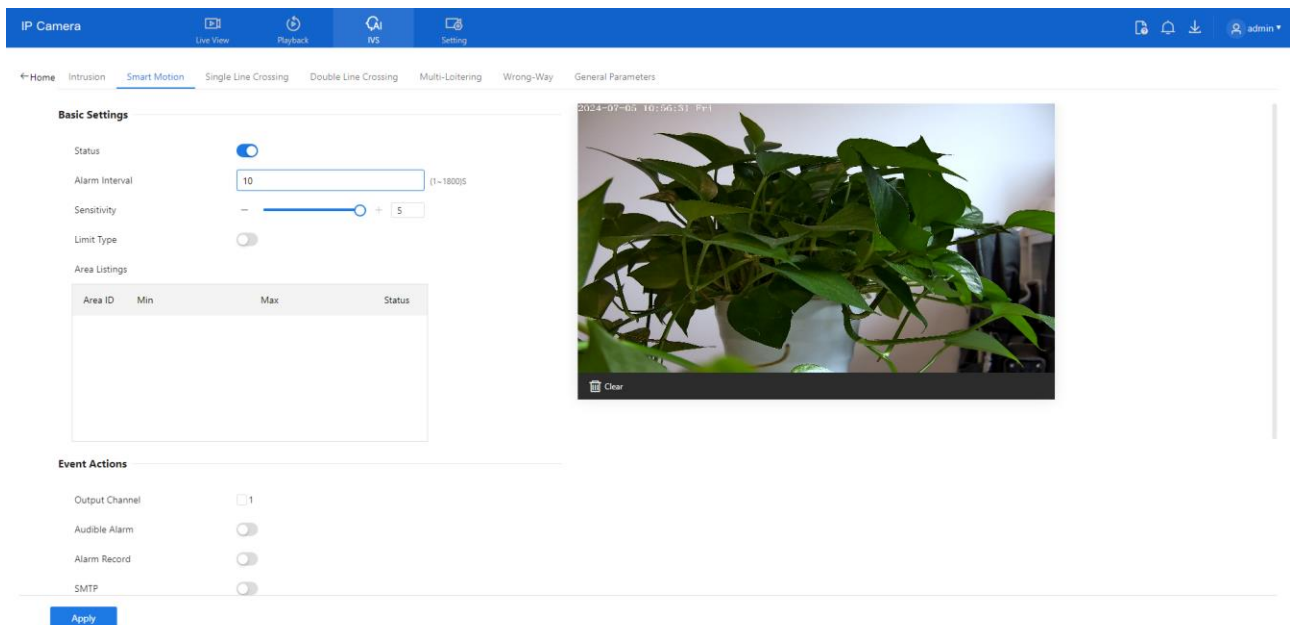 IP Camera
Live View
Playback
IVS
Setting
admin
←Home Intrusion Smart Motion Single Line Crossing Double Line Crossing Multi-Loitering Wrong-Way General Parameters
Basic Settings
2024-07-05 10:56:31 Fri
Status
Alarm Interval 10 (1~1800)S
Sensitivity − + 5
Limit Type
Area Listings
Area ID Min Max Status
Clear
Event Actions
Output Channel 1
Audible Alarm
Alarm Record
SMTP
Apply